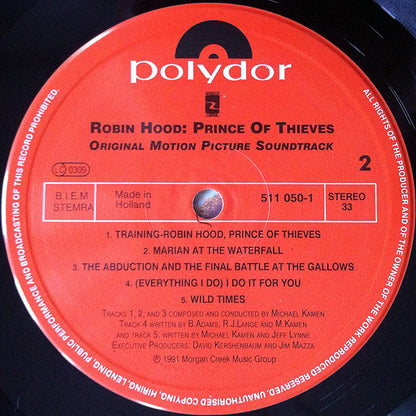 polydor
ROBIN HOOD: PRINCE OF THIEVES
ORIGINAL MOTION PICTURE SOUNDTRACK
2
LC 0309
B.I.E.M
STEMRA
Made in
Holland
511 050-1
STEREO
33
1. TRAINING-ROBIN HOOD, PRINCE OF THIEVES
2. MARIAN AT THE WATERFALL
3. THE ABDUCTION AND THE FINAL BATTLE AT THE GALLOWS
4. (EVERYTHING I DO) I DO IT FOR YOU
5. WILD TIMES
TRACKS 1, 2, AND 3 COMPOSED AND CONDUCTED BY MICHAEL KAMEN
TRACK 4 WRITTEN BY B.ADAMS, R.J.LANGE AND M.KAMEN
AND TRACK 5. WRITTEN BY MICHAEL KAMEN AND JEFF LYNNE
EXECUTIVE PRODUCERS: DAVID KERSHENBAUM AND JIM MAZZA
℗ 1991 MORGAN CREEK MUSIC GROUP
ALL RIGHTS OF THE PRODUCER AND OF THE OWNER OF THE WORK REPRODUCED RESERVED. UNAUTHORISED COPYING, HIRING, LENDING, PUBLIC PERFORMANCE AND BROADCASTING OF THIS RECORD PROHIBITED.